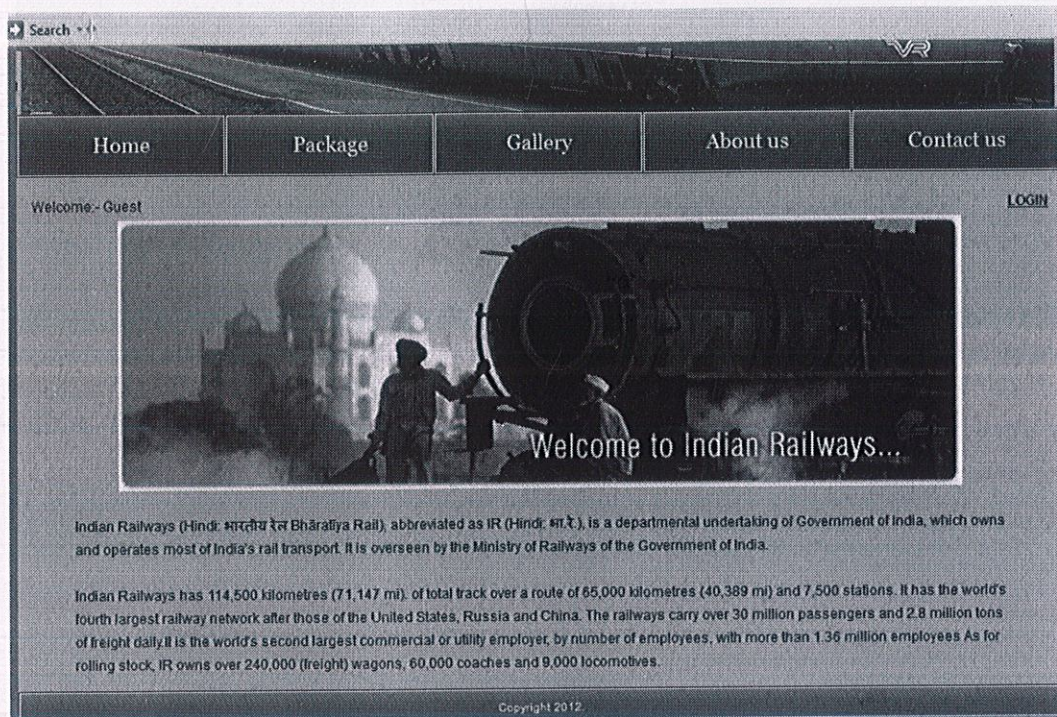 Search
VR
Home Package Gallery About us Contact us
Welcome:- Guest LOGIN
Welcome to Indian Railways...
Indian Railways (Hindi: भारतीय रेल Bhāratīya Rail), abbreviated as IR (Hindi: भा.रे.), is a departmental undertaking of Government of India, which owns
and operates most of India's rail transport. It is overseen by the Ministry of Railways of the Government of India.
Indian Railways has 114,500 kilometres (71,147 mi). of total track over a route of 65,000 kilometres (40,389 mi) and 7,500 stations. It has the world's
fourth largest railway network after those of the United States, Russia and China. The railways carry over 30 million passengers and 2.8 million tons
of freight daily.It is the world's second largest commercial or utility employer, by number of employees, with more than 1.36 million employees As for
rolling stock, IR owns over 240,000 (freight) wagons, 60,000 coaches and 9,000 locomotives.
Copyright 2012.